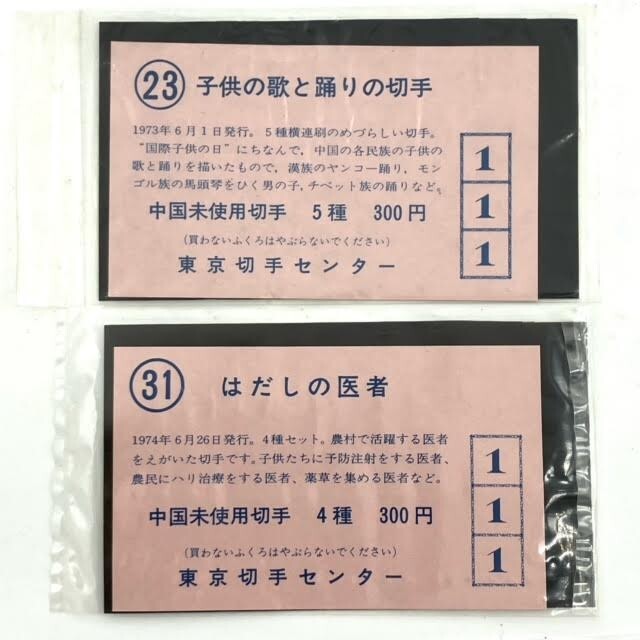 23 子供の歌と踊りの切手
1973年6月1日発行。5種横連刷のめづらしい切手。
“国際子供の日”にちなんで,中国の各民族の子供の
歌と踊りを描いたもので,漢族のヤンコー踊り,モン
ゴル族の馬頭琴をひく男の子,チベット族の踊りなど。
中国未使用切手 5種 300円
(買わないふくろはやぶらないでください)
東京切手センター
1
1
1
31 はだしの医者
1974年6月26日発行。4種セット。農村で活躍する医者
をえがいた切手です。子供たちに予防注射をする医者、
農民にハリ治療をする医者、薬草を集める医者など。
中国未使用切手 4種 300円
(買わないふくろはやぶらないでください)
東京切手センター
1
1
1